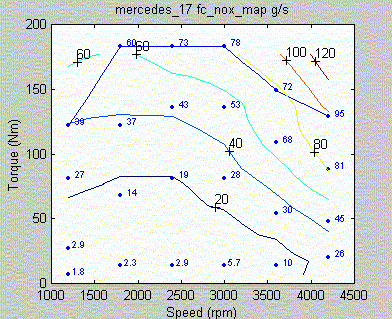 mercedes_17 fc_nox_map g/s
200
60 73 78
60 60 100 120
150
72
95
43 53
39 37
68
40
100
80
81
27 19 28
14
20
50
30
45
2.9
26
1.8 2.3 2.9 5.7 10
0
1000 1500 2000 2500 3000 3500 4000 4500
Torque (Nm)
Speed (rpm)